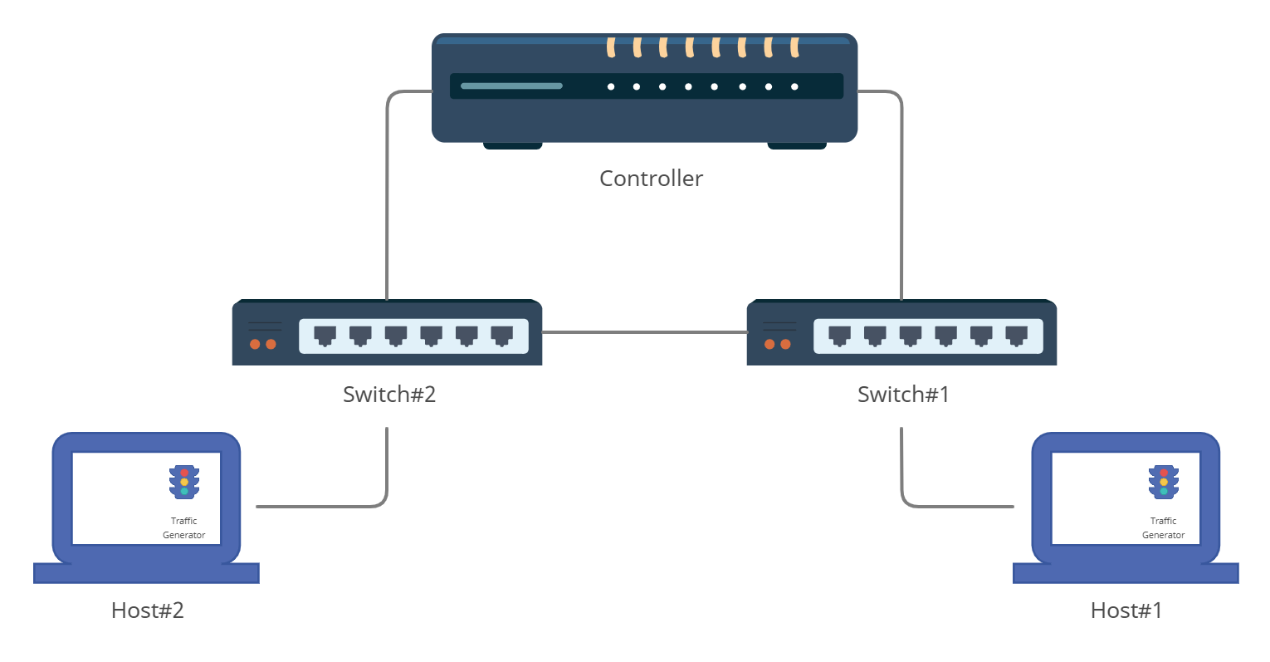 Controller
Switch#2
Switch#1
Traffic
Generator
Traffic
Generator
Host#2
Host#1